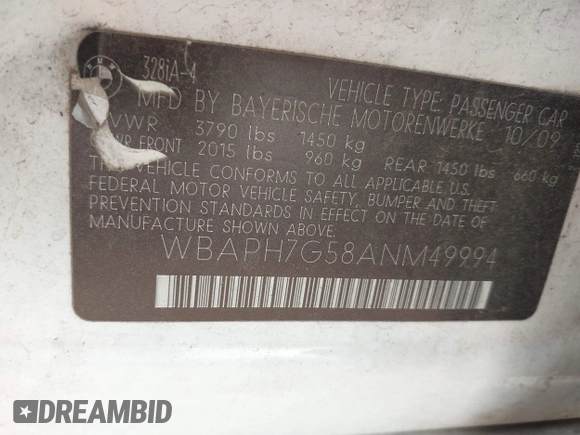 328iA-4
VEHICLE TYPE: PASSENGER CAR
MFD BY BAYERISCHE MOTORENWERKE 10/09
VWR 3790 lbs 1450 kg
WR FRONT 2015 lbs 960 kg REAR 1450 lbs 660 kg
THIS VEHICLE CONFORMS TO ALL APPLICABLE U.S.
FEDERAL MOTOR VEHICLE SAFETY, BUMPER AND THEFT
PREVENTION STANDARDS IN EFFECT ON THE DATE OF
MANUFACTURE SHOWN ABOVE.
WBAPH7G58ANM49994
DREAMBID